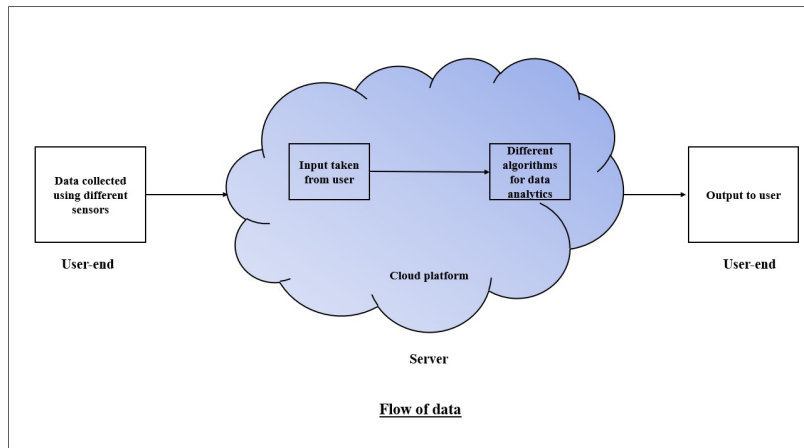 Data collected
using different
sensors
User-end
Input taken
from user
Different
algorithms
for data
analytics
Cloud platform
Server
Output to user
User-end
Flow of data